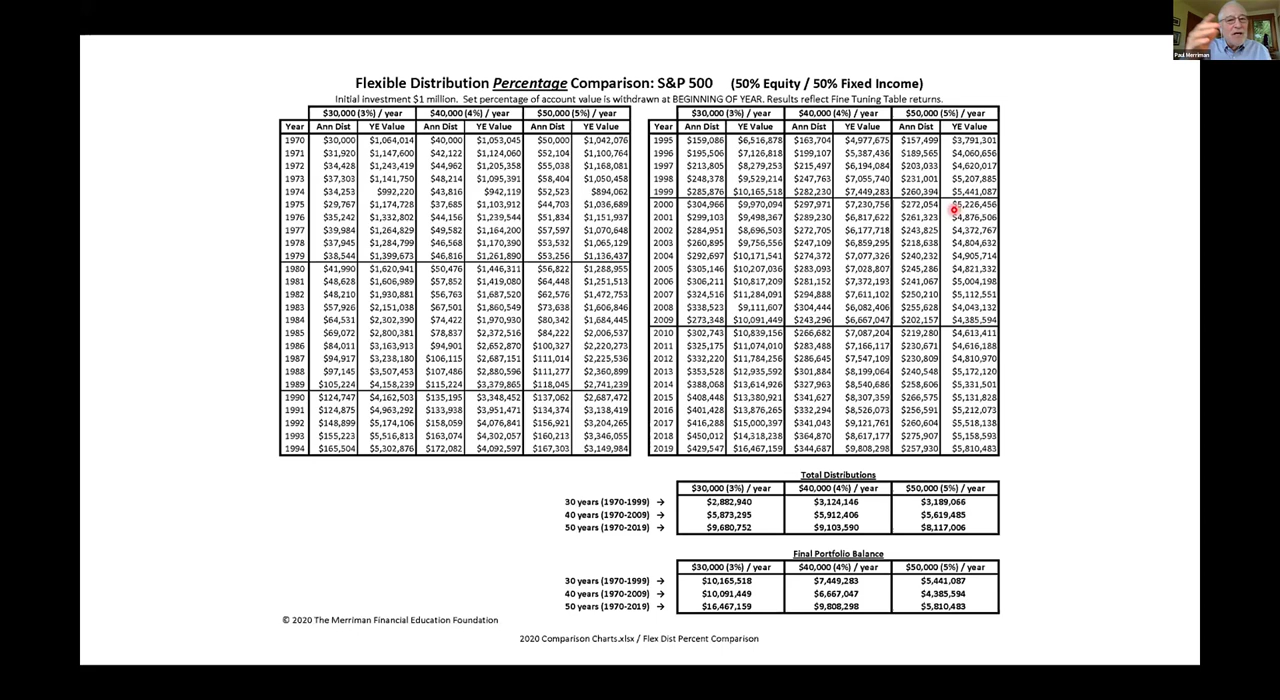 Paul Merriman
Flexible Distribution Percentage Comparison: S&P 500 (50% Equity / 50% Fixed Income)
Initial investment $1 million. Set percentage of account value is withdrawn at BEGINNING OF YEAR. Results reflect Fine Tuning Table returns.
$30,000 (3%) / year $40,000 (4%) / year $50,000 (5%) / year
Year Ann Dist YE Value Ann Dist YE Value Ann Dist YE Value
1970 $30,000 $1,064,014 $40,000 $1,053,045 $50,000 $1,042,076
1971 $31,920 $1,147,600 $42,122 $1,124,060 $52,104 $1,100,764
1972 $34,428 $1,243,419 $44,962 $1,205,358 $55,038 $1,168,081
1973 $37,303 $1,141,750 $48,214 $1,095,391 $58,404 $1,050,458
1974 $34,253 $992,220 $43,816 $942,119 $52,523 $894,062
1975 $29,767 $1,174,728 $37,685 $1,103,912 $44,703 $1,036,689
1976 $35,242 $1,332,802 $44,156 $1,239,544 $51,834 $1,151,937
1977 $39,984 $1,264,829 $49,582 $1,164,200 $57,597 $1,070,648
1978 $37,945 $1,284,799 $46,568 $1,170,390 $53,532 $1,065,129
1979 $38,544 $1,399,673 $46,816 $1,261,890 $53,256 $1,136,437
1980 $41,990 $1,620,941 $50,476 $1,446,311 $56,822 $1,288,955
1981 $48,628 $1,606,989 $57,852 $1,419,080 $64,448 $1,251,513
1982 $48,210 $1,930,881 $56,763 $1,687,520 $62,576 $1,472,753
1983 $57,926 $2,151,038 $67,501 $1,860,549 $73,638 $1,606,846
1984 $64,531 $2,302,390 $74,422 $1,970,930 $80,342 $1,684,445
1985 $69,072 $2,800,381 $78,837 $2,372,516 $84,222 $2,006,537
1986 $84,011 $3,163,913 $94,901 $2,652,870 $100,327 $2,220,273
1987 $94,917 $3,238,180 $106,115 $2,687,151 $111,014 $2,225,536
1988 $97,145 $3,507,453 $107,486 $2,880,596 $111,277 $2,360,899
1989 $105,224 $4,158,239 $115,224 $3,379,865 $118,045 $2,741,239
1990 $124,747 $4,162,503 $135,195 $3,348,452 $137,062 $2,687,472
1991 $124,875 $4,963,292 $133,938 $3,951,471 $134,374 $3,138,419
1992 $148,899 $5,174,106 $158,059 $4,076,841 $156,921 $3,204,265
1993 $155,223 $5,516,813 $163,074 $4,302,057 $160,213 $3,346,055
1994 $165,504 $5,302,876 $172,082 $4,092,597 $167,303 $3,149,984
$30,000 (3%) / year $40,000 (4%) / year $50,000 (5%) / year
Year Ann Dist YE Value Ann Dist YE Value Ann Dist YE Value
1995 $159,086 $6,516,878 $163,704 $4,977,675 $157,499 $3,791,301
1996 $195,506 $7,126,818 $199,107 $5,387,436 $189,565 $4,060,656
1997 $213,805 $8,279,253 $215,497 $6,194,084 $203,033 $4,620,017
1998 $248,378 $9,529,214 $247,763 $7,055,740 $231,001 $5,207,885
1999 $285,876 $10,165,518 $282,230 $7,449,283 $260,394 $5,441,087
2000 $304,966 $9,970,094 $297,971 $7,230,756 $272,054 $5,226,456
2001 $299,103 $9,498,367 $289,230 $6,817,622 $261,323 $4,876,506
2002 $284,951 $8,696,503 $272,705 $6,177,718 $243,825 $4,372,767
2003 $260,895 $9,756,556 $247,109 $6,859,295 $218,638 $4,804,632
2004 $292,697 $10,171,541 $274,372 $7,077,326 $240,232 $4,905,714
2005 $305,146 $10,207,036 $283,093 $7,028,807 $245,286 $4,821,332
2006 $306,211 $10,817,209 $281,152 $7,372,193 $241,067 $5,004,198
2007 $324,516 $11,284,091 $294,888 $7,611,102 $250,210 $5,112,551
2008 $338,523 $9,111,607 $304,444 $6,082,406 $255,628 $4,043,132
2009 $273,348 $10,091,449 $243,296 $6,667,047 $202,157 $4,385,594
2010 $302,743 $10,839,156 $266,682 $7,087,204 $219,280 $4,613,411
2011 $325,175 $11,074,010 $283,488 $7,166,117 $230,671 $4,616,188
2012 $332,220 $11,784,256 $286,645 $7,547,109 $230,809 $4,810,970
2013 $353,528 $12,935,592 $301,884 $8,199,064 $240,548 $5,172,120
2014 $388,068 $13,614,926 $327,963 $8,540,686 $258,606 $5,331,501
2015 $408,448 $13,380,921 $341,627 $8,307,359 $266,575 $5,131,828
2016 $401,428 $13,876,265 $332,294 $8,526,073 $256,591 $5,212,073
2017 $416,288 $15,000,397 $341,043 $9,121,761 $260,604 $5,518,138
2018 $450,012 $14,318,238 $364,870 $8,617,177 $275,907 $5,158,593
2019 $429,547 $16,467,159 $344,687 $9,808,298 $257,930 $5,810,483
Total Distributions
$30,000 (3%) / year $40,000 (4%) / year $50,000 (5%) / year
30 years (1970-1999) → $2,882,940 $3,124,146 $3,189,066
40 years (1970-2009) → $5,873,295 $5,912,406 $5,619,485
50 years (1970-2019) → $9,680,752 $9,103,590 $8,117,006
Final Portfolio Balance
$30,000 (3%) / year $40,000 (4%) / year $50,000 (5%) / year
30 years (1970-1999) → $10,165,518 $7,449,283 $5,441,087
40 years (1970-2009) → $10,091,449 $6,667,047 $4,385,594
50 years (1970-2019) → $16,467,159 $9,808,298 $5,810,483
© 2020 The Merriman Financial Education Foundation
2020 Comparison Charts.xlsx / Flex Dist Percent Comparison